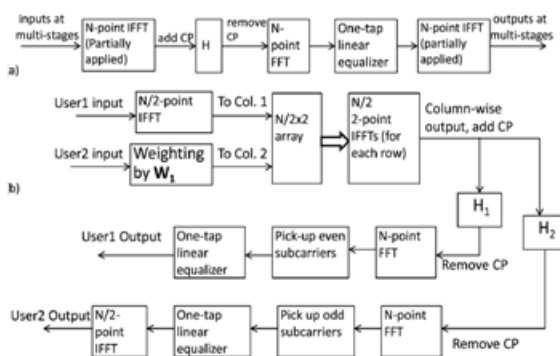 inputs at
multi-stages
N-point IFFT
(Partially
applied)
add CP
H
remove
CP
N-
point
FFT
One-tap
linear
equalizer
N-point IFFT
(partially
applied)
outputs at
multi-stages
a)
User1 input
N/2-point
IFFT
To Col. 1
User2 input
Weighting
by W₁
To Col. 2
N/2x2
array
N/2
2-point
IFFTs (for
each row)
Column-wise
output, add CP
b)
H₁
H₂
User1 Output
One-tap
linear
equalizer
Pick-up even
subcarriers
N-point
FFT
Remove CP
User2 Output
N/2-
point
IFFT
One-tap
linear
equalizer
Pick up odd
subcarriers
N-point
FFT
Remove CP